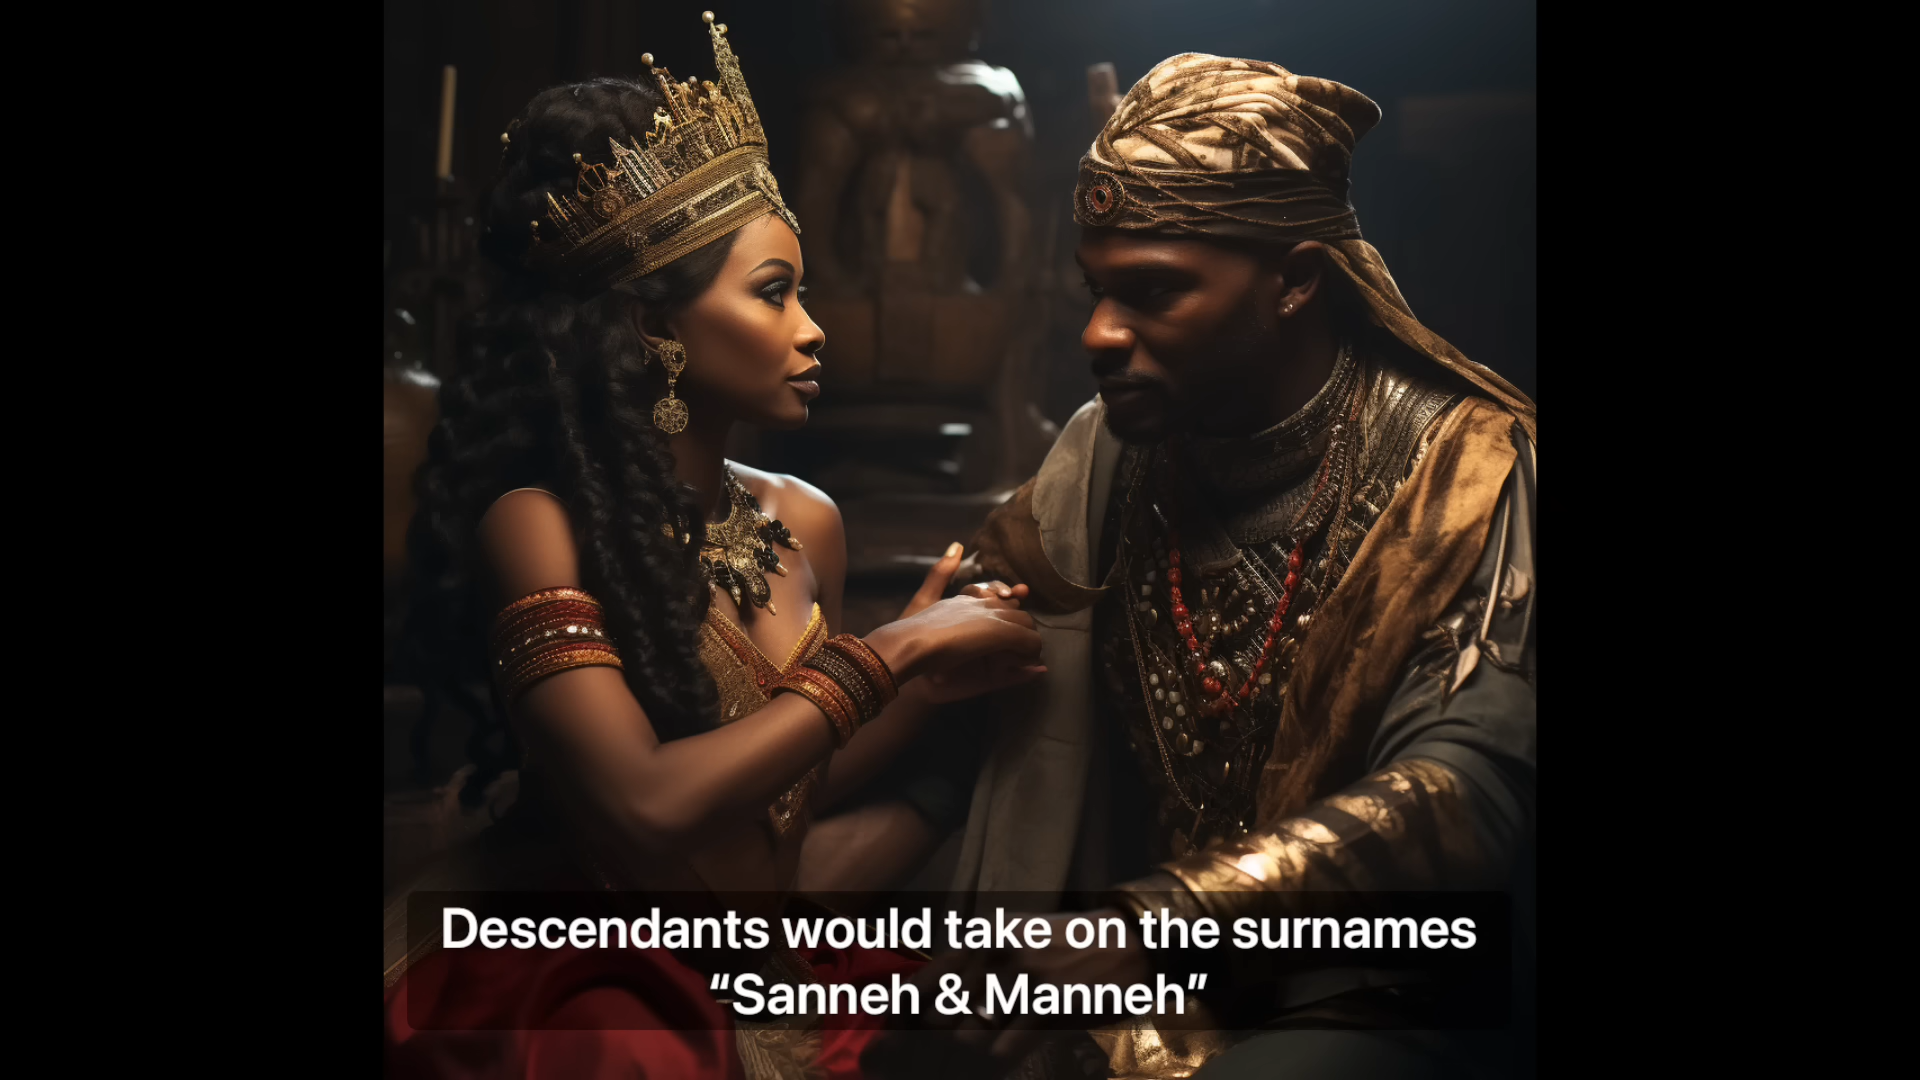 Descendants would take on the surnames
“Sanneh & Manneh”